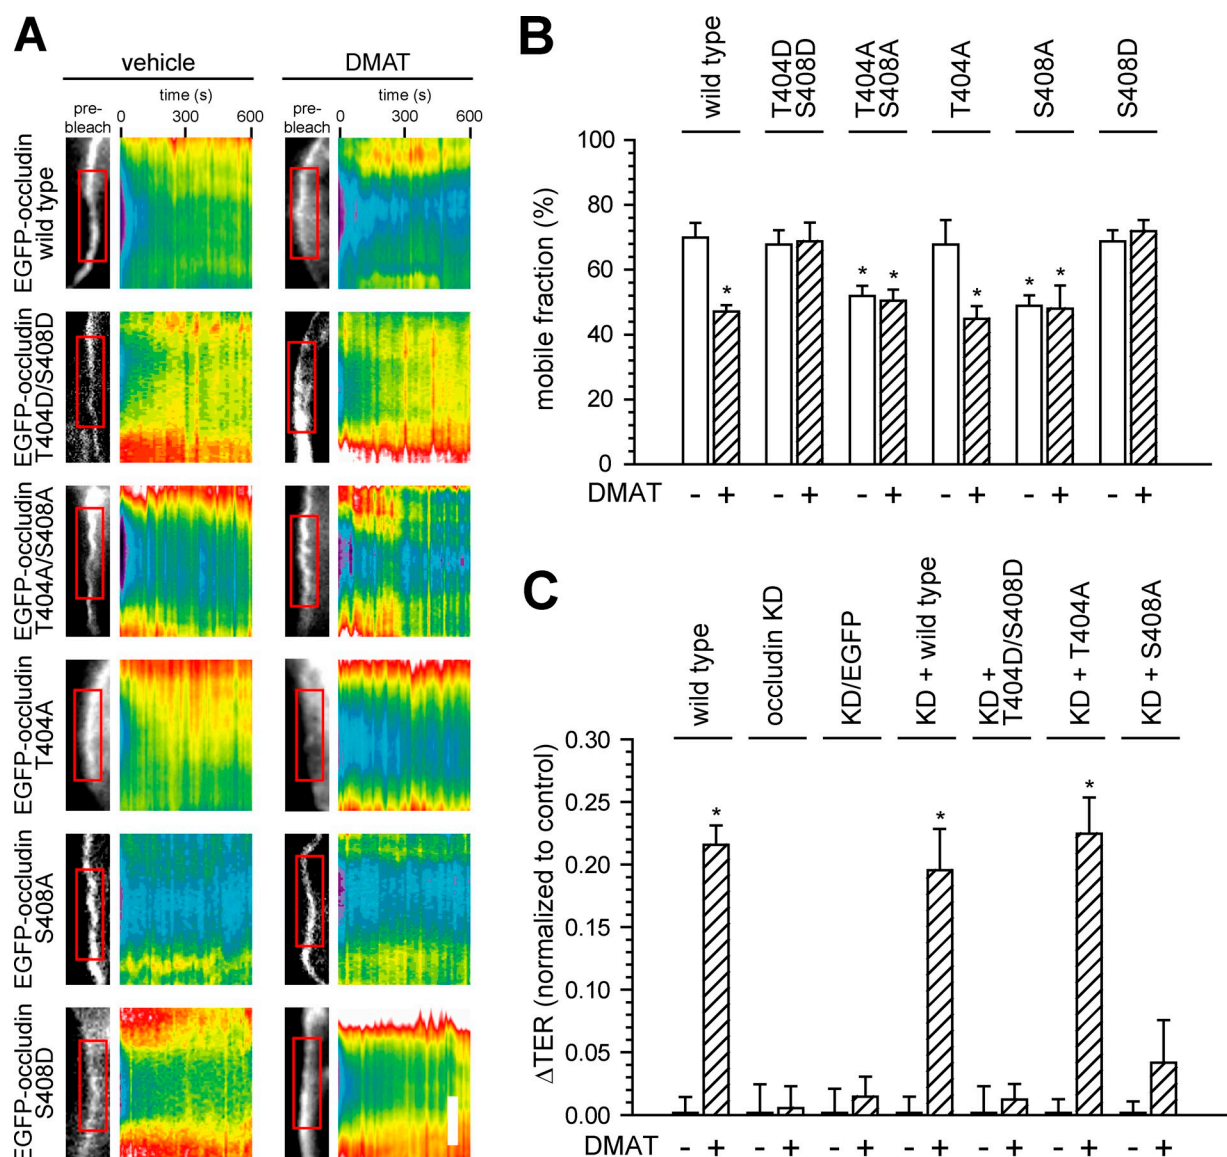 A
vehicle
DMAT
pre-
bleach
time (s)
0 300 600
pre-
bleach
time (s)
0 300 600
EGFP-occludin
wild type
EGFP-occludin
T404D/S408D
EGFP-occludin
T404A/S408A
EGFP-occludin
T404A
EGFP-occludin
S408A
EGFP-occludin
S408D
B
wild type
T404D
S408D
T404A
S408A
T404A
S408A
S408D
mobile fraction (%)
100
80
60
40
20
0
* * * * * *
DMAT - + - + - + - + - + - +
C
wild type
occludin KD
KD/EGFP
KD + wild type
KD +
T404D/S408D
KD + T404A
KD + S408A
ΔTER (normalized to control)
0.30
0.25
0.20
0.15
0.10
0.05
0.00
* * *
DMAT - + - + - + - + - + - + - +